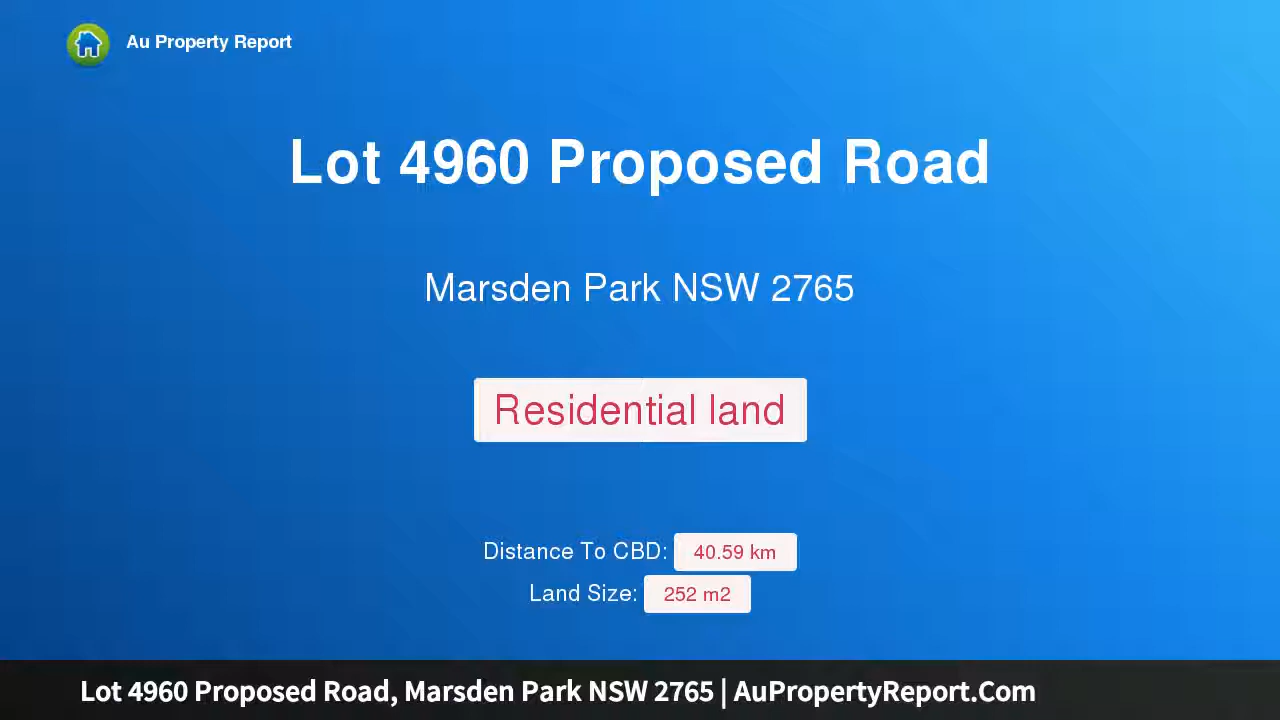 Au Property Report
Lot 4960 Proposed Road
Marsden Park NSW 2765
Residential land
Distance To CBD: 40.59 km
Land Size: 252 m2
Lot 4960 Proposed Road, Marsden Park NSW 2765 | AuPropertyReport.Com